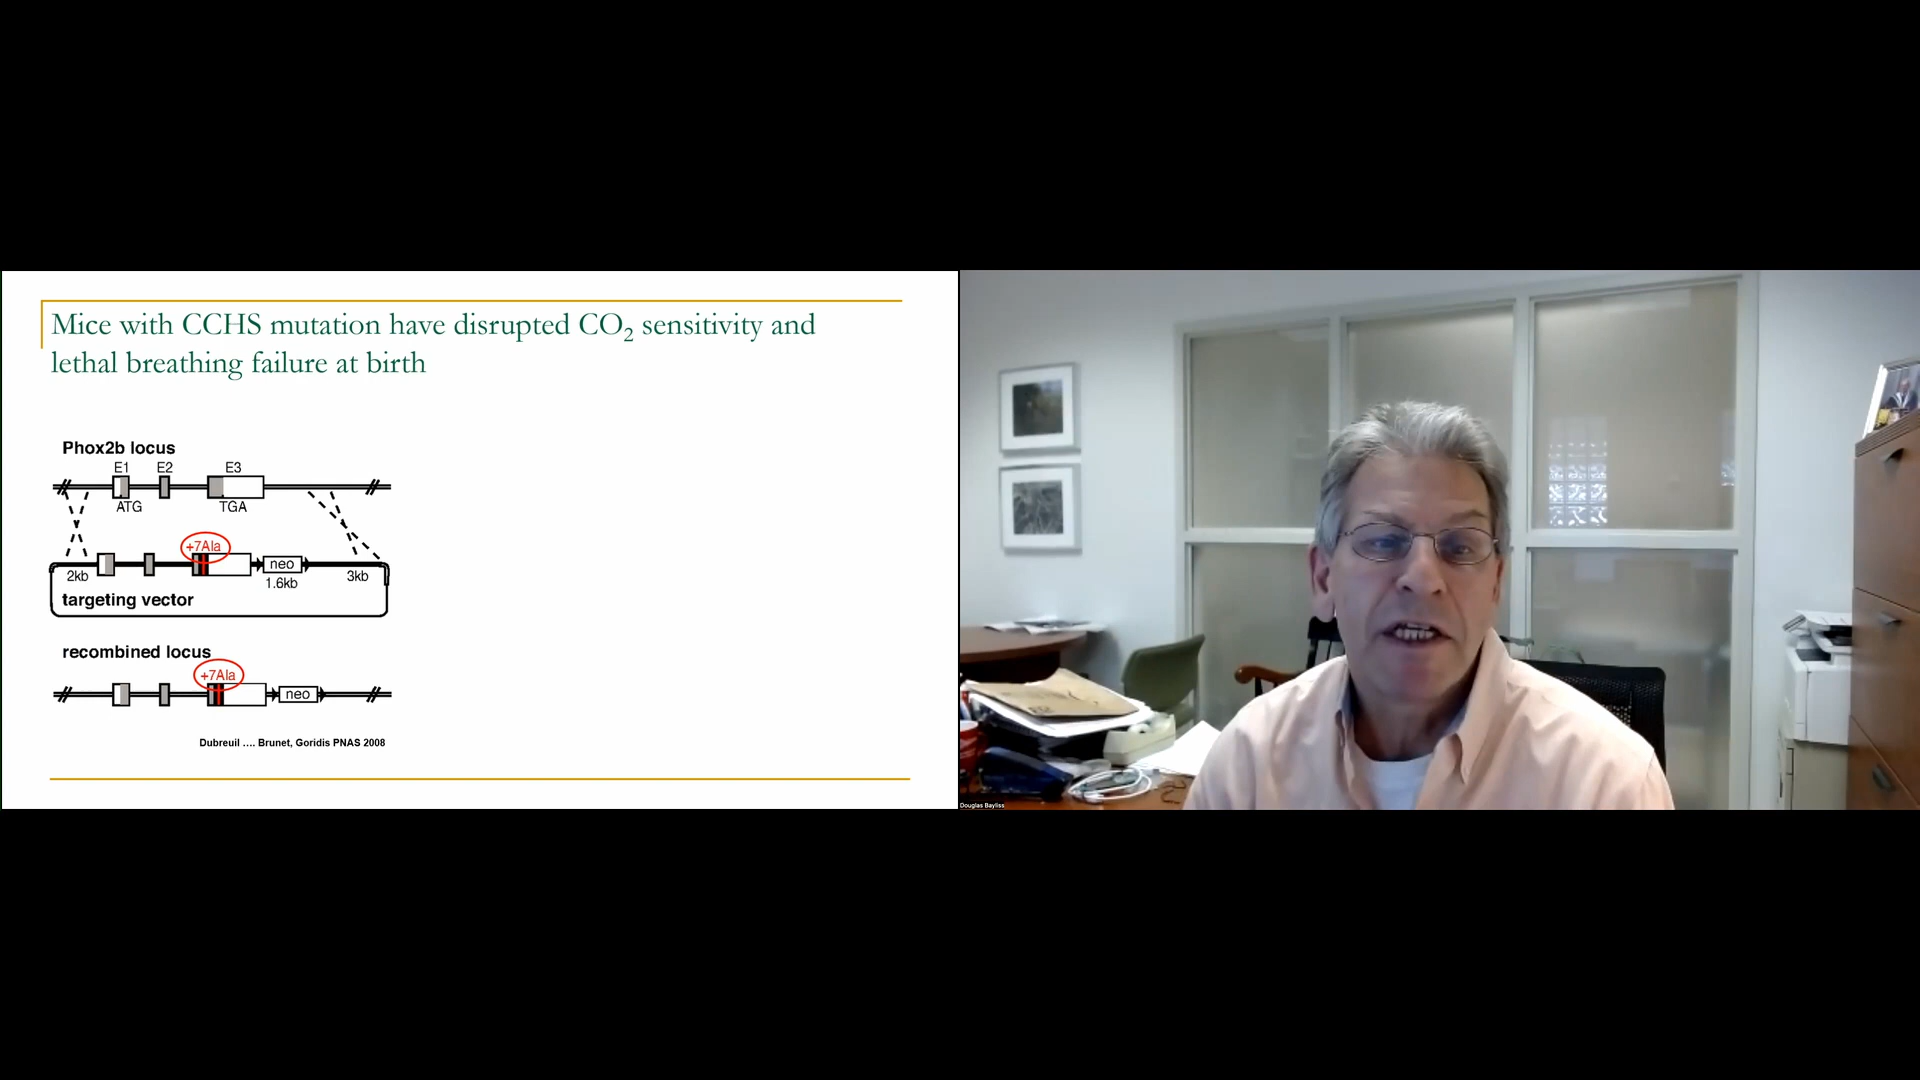 Mice with CCHS mutation have disrupted CO2 sensitivity and
lethal breathing failure at birth
Phox2b locus
E1 E2 E3
ATG TGA
+7Ala
neo
2kb 1.6kb 3kb
targeting vector
recombined locus
+7Ala
neo
Dubreuil .... Brunet, Goridis PNAS 2008
Douglas Bayliss